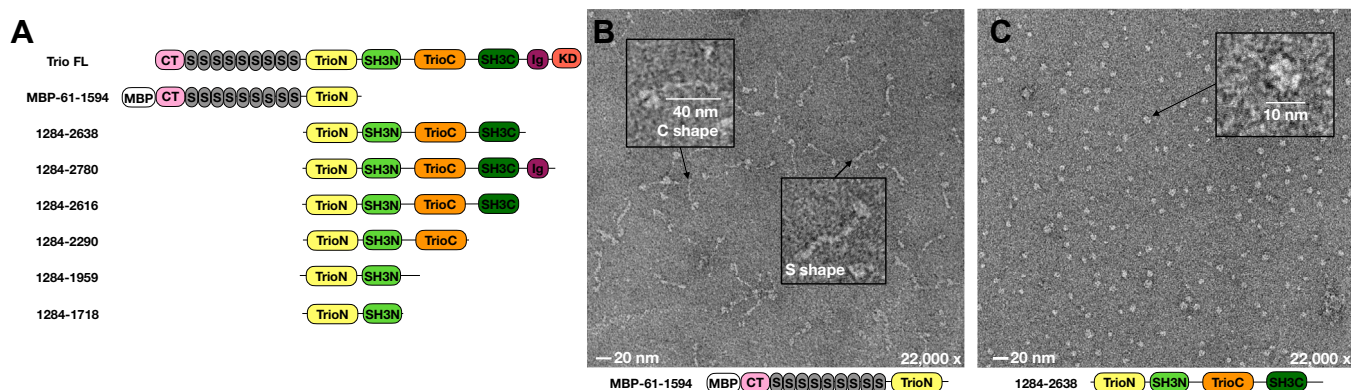 A
Trio FL CT S S S S S S S S S TrioN SH3N TrioC SH3C Ig KD
MBP-61-1594 MBP CT S S S S S S S S S TrioN
1284-2638 TrioN SH3N TrioC SH3C
1284-2780 TrioN SH3N TrioC SH3C Ig
1284-2616 TrioN SH3N TrioC SH3C
1284-2290 TrioN SH3N TrioC
1284-1959 TrioN SH3N
1284-1718 TrioN SH3N
B
40 nm
C shape
S shape
20 nm 22,000 x
MBP-61-1594 MBP CT S S S S S S S S S TrioN
C
10 nm
20 nm 22,000 x
1284-2638 TrioN SH3N TrioC SH3C